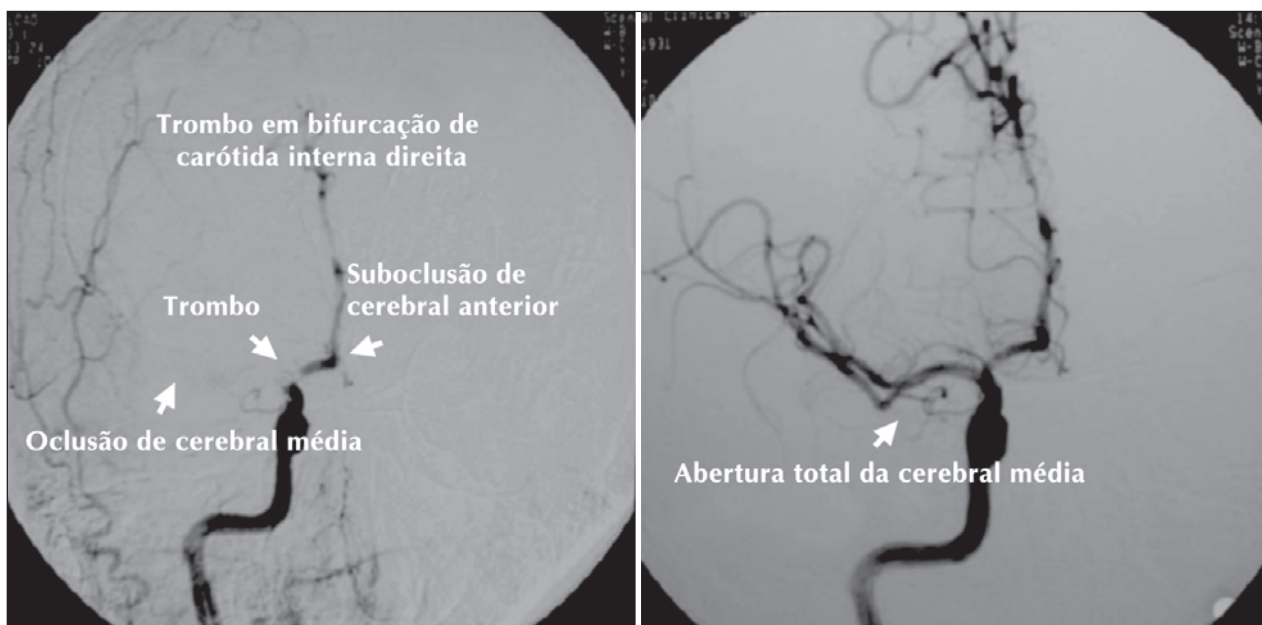 Trombo em bifurcação de
carótida interna direita
Suboclusão de
cerebral anterior
Trombo
Oclusão de cerebral média
1931
Abertura total da cerebral média